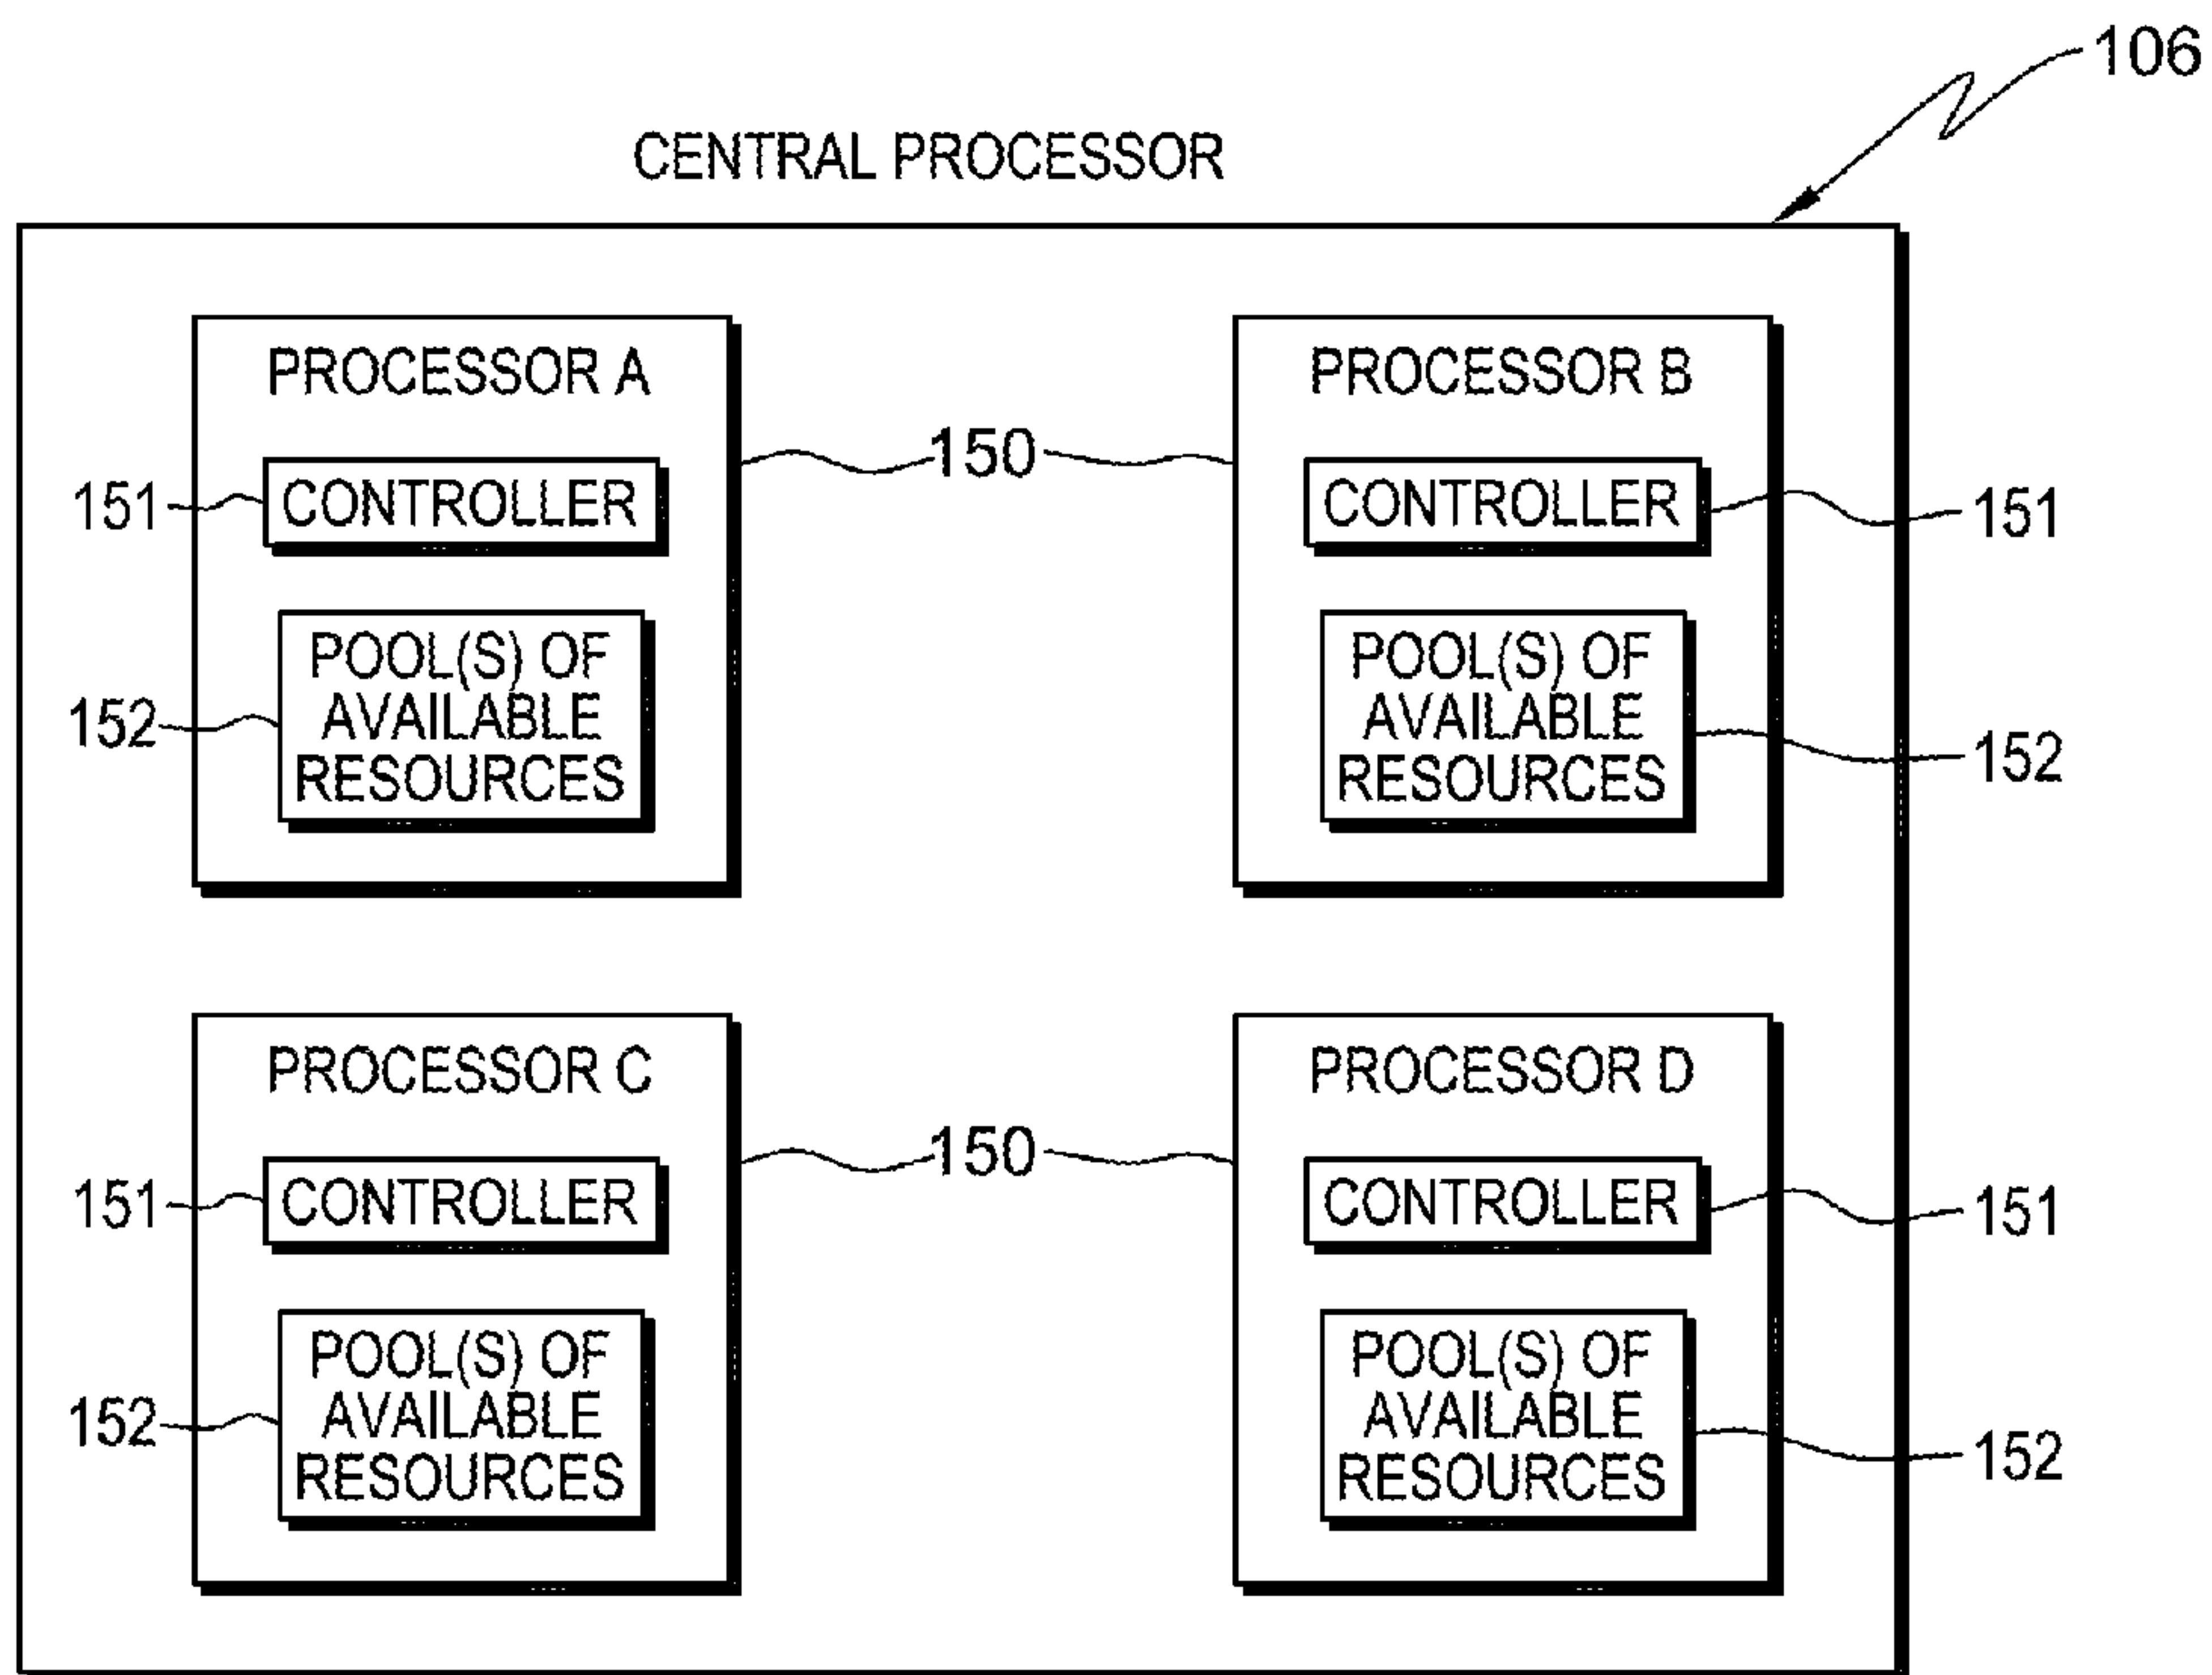 106
CENTRAL PROCESSOR
PROCESSOR A
PROCESSOR B
150
151
CONTROLLER
CONTROLLER
151
POOL(S) OF
AVAILABLE
RESOURCES
152
POOL(S) OF
AVAILABLE
RESOURCES
152
PROCESSOR C
PROCESSOR D
150
151
CONTROLLER
CONTROLLER
151
POOL(S) OF
AVAILABLE
RESOURCES
152
POOL(S) OF
AVAILABLE
RESOURCES
152